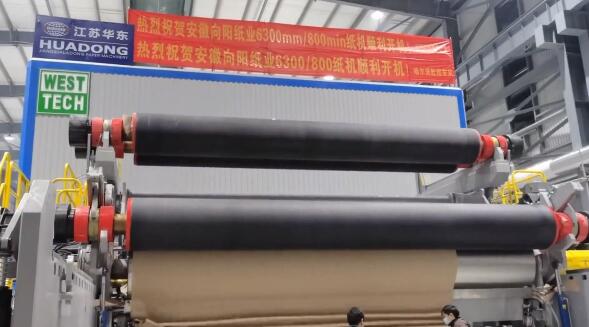 江苏华东
HUADONG
JIANGSUHUADONG PAPER MACHINERY
热烈祝贺安徽向阳纸业6300mm/800min纸机顺利开机!
热烈祝贺安徽向阳纸业6300/800纸机顺利开机!
WEST
TECH